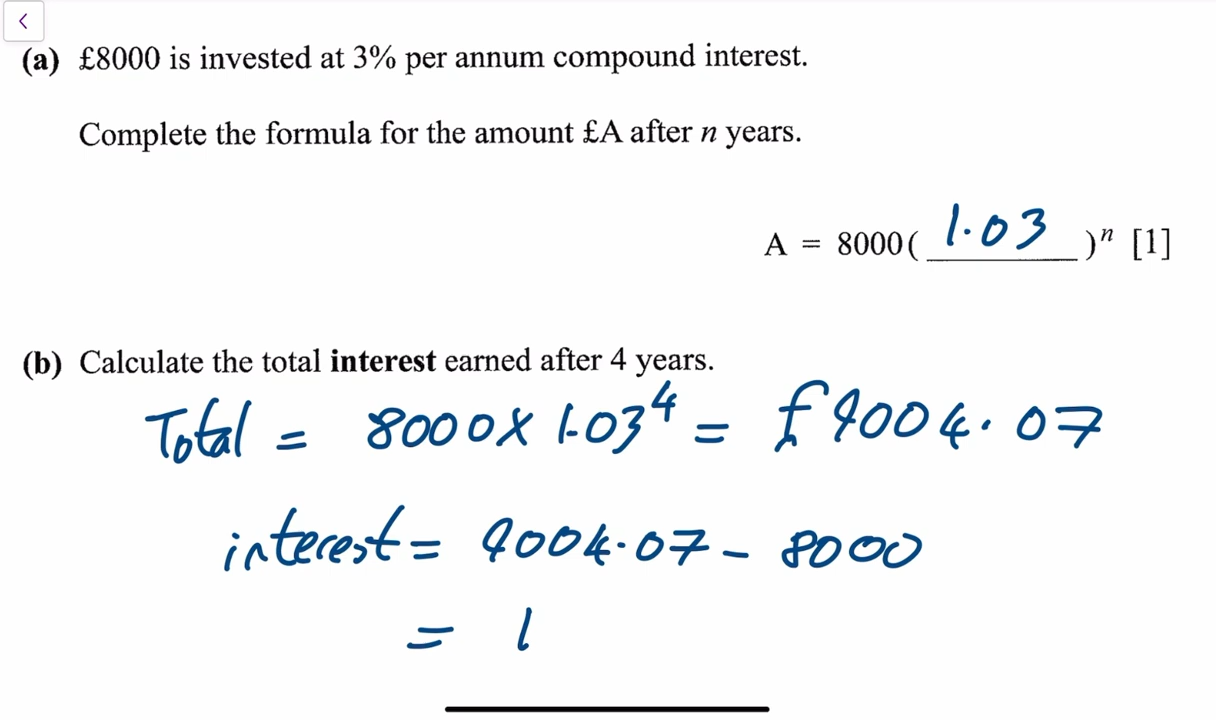 (a) £8000 is invested at 3% per annum compound interest.
Complete the formula for the amount £A after n years.
A = 8000( 1.03 )ⁿ [1]
(b) Calculate the total interest earned after 4 years.
Total = 8000 × 1.03⁴ = £9004.07
interest = 9004.07 - 8000
= 1